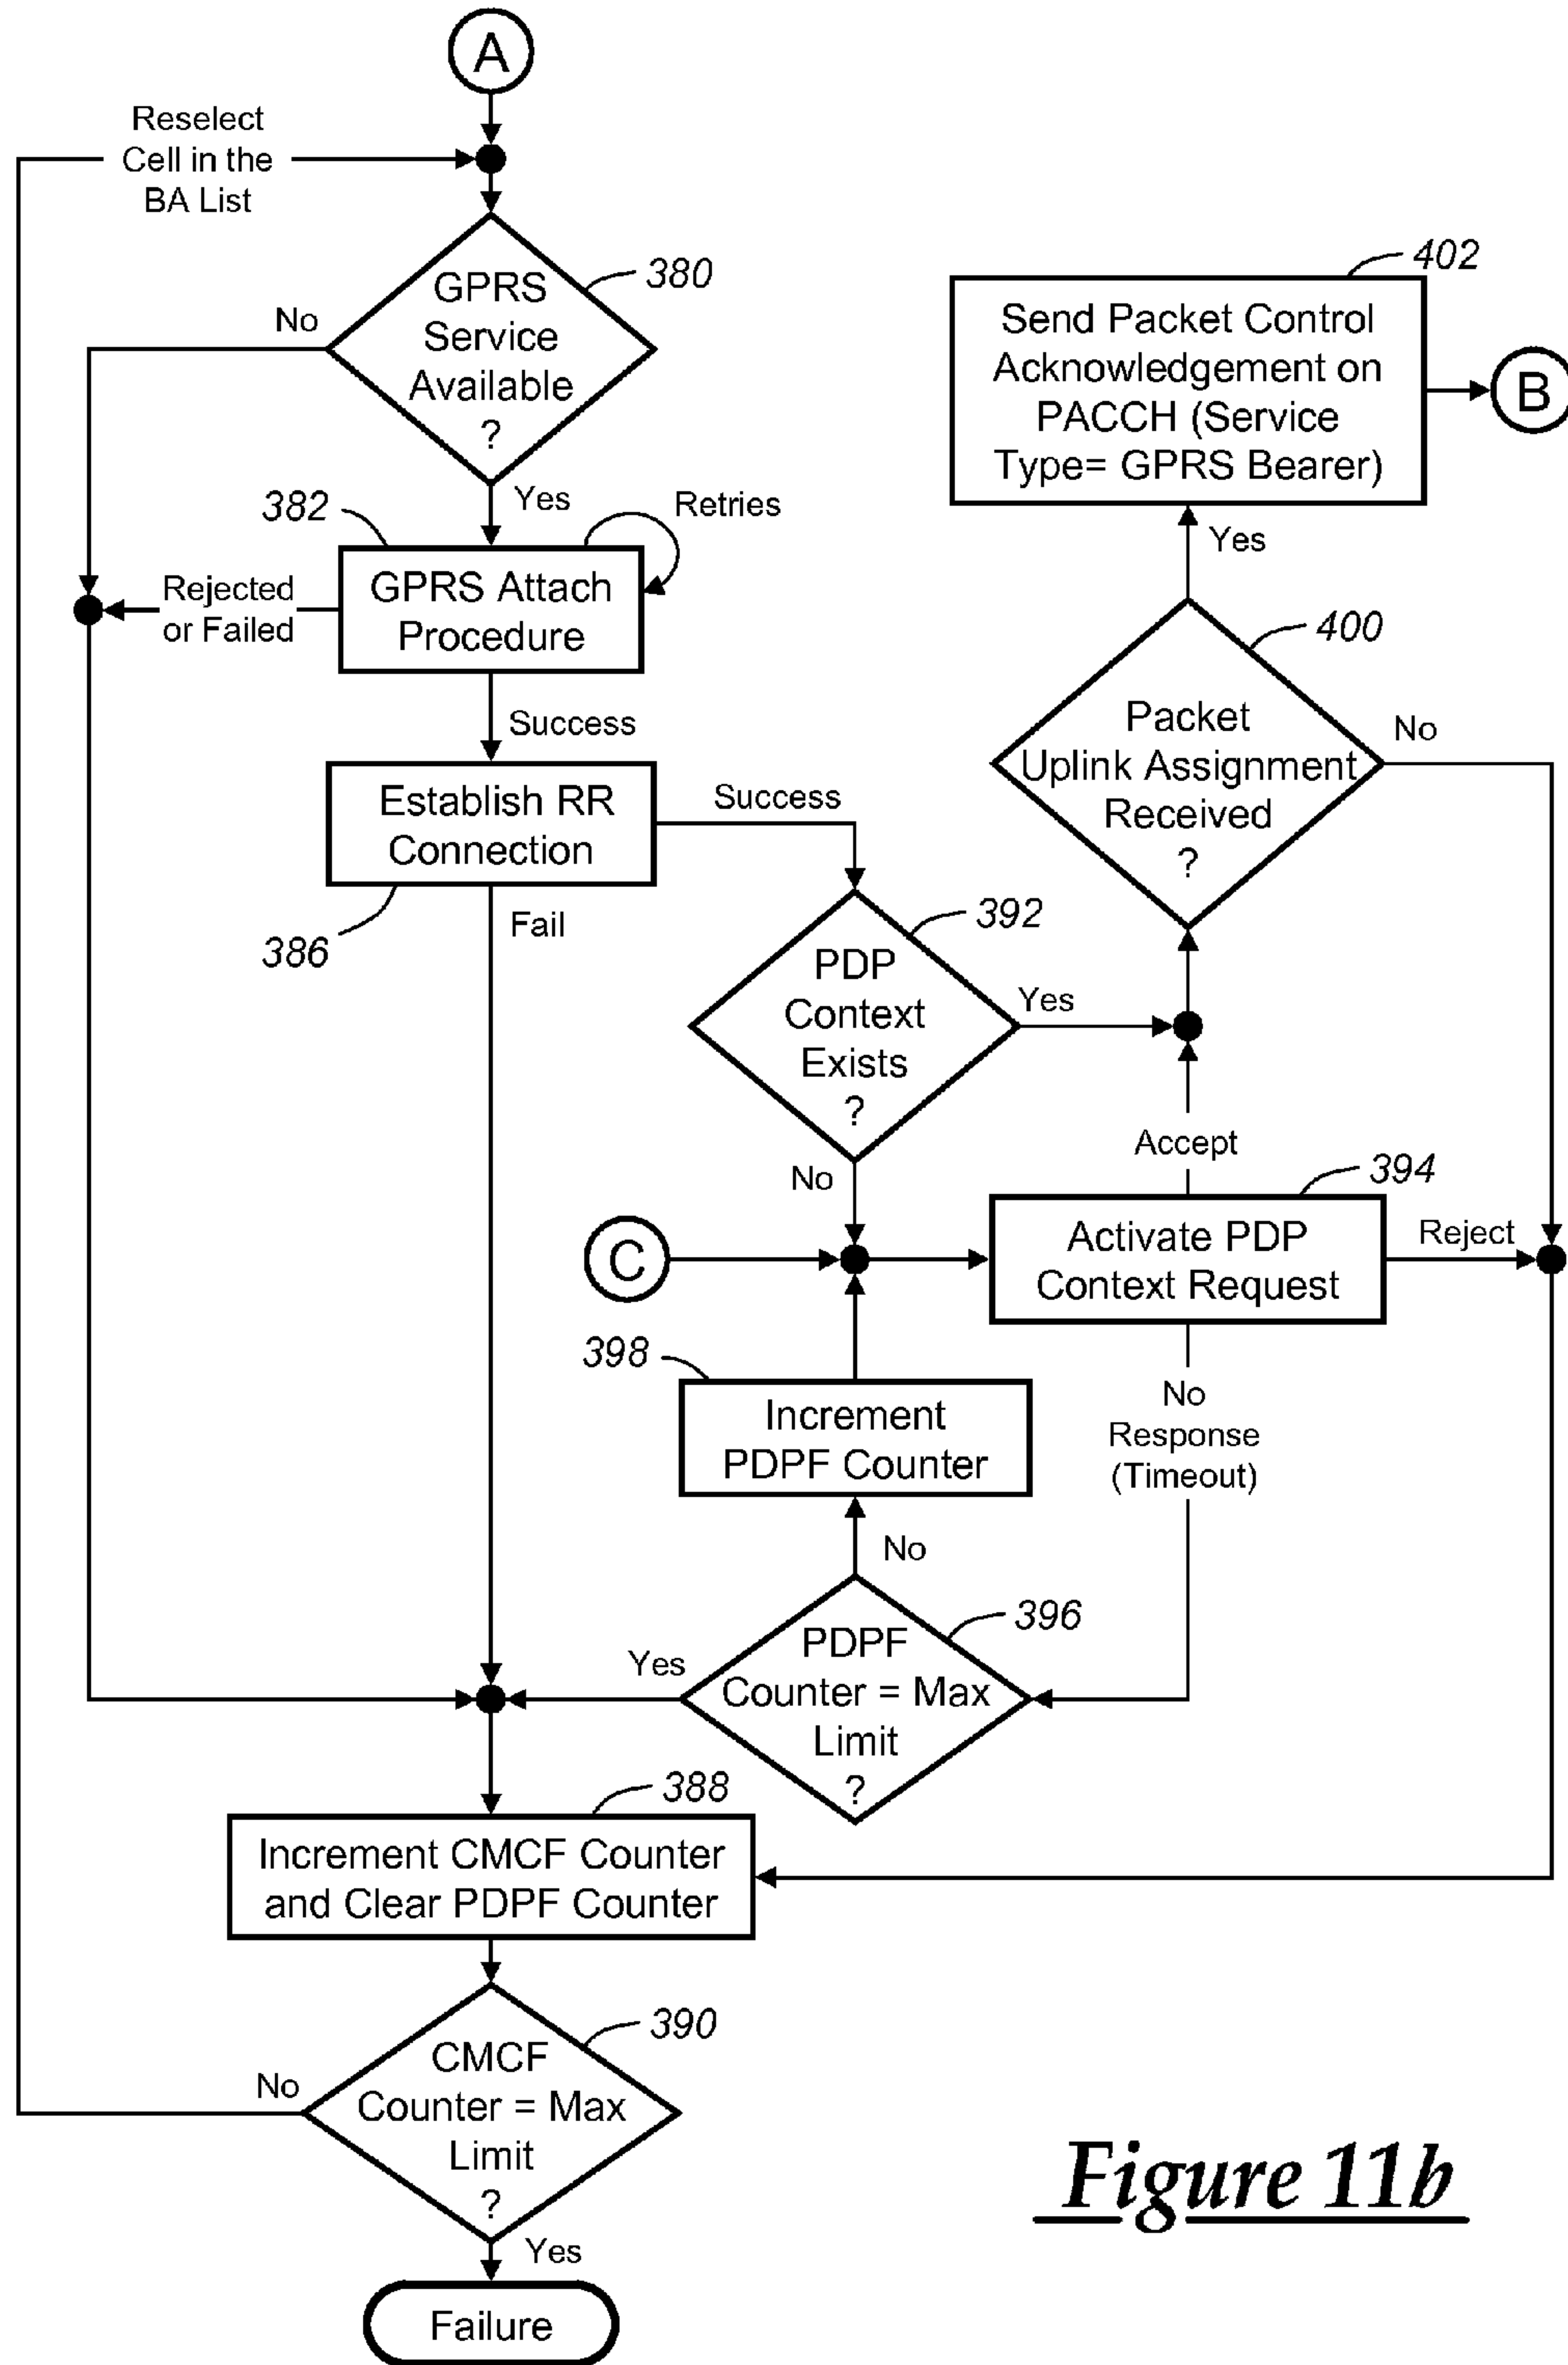 A
Reselect
Cell in the
BA List
380
GPRS
Service
Available
?
No
Yes
402
Send Packet Control
Acknowledgement on
PACCH (Service
Type= GPRS Bearer)
B
Yes
382
Retries
GPRS Attach
Procedure
Rejected
or Failed
Success
400
Packet
Uplink Assignment
Received
?
No
Establish RR
Connection
Success
386
Fail
392
PDP
Context
Exists
?
Yes
No
Accept
394
C
Activate PDP
Context Request
Reject
398
Increment
PDPF Counter
No
Response
(Timeout)
No
396
PDPF
Counter = Max
Limit
?
Yes
388
Increment CMCF Counter
and Clear PDPF Counter
390
CMCF
Counter = Max
Limit
?
No
Yes
Failure
Figure 11b